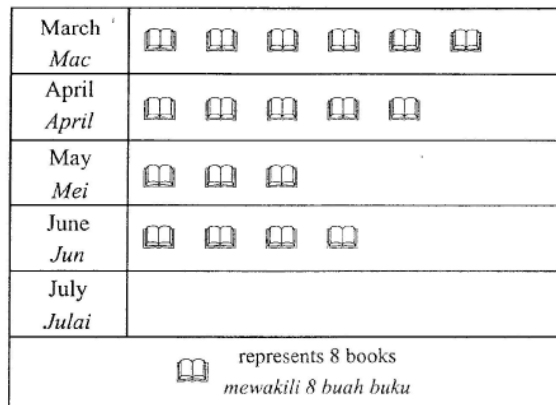 March
Mac
April
April
May
Mei
June
Jun
July
Julai
represents 8 books
mewakili 8 buah buku